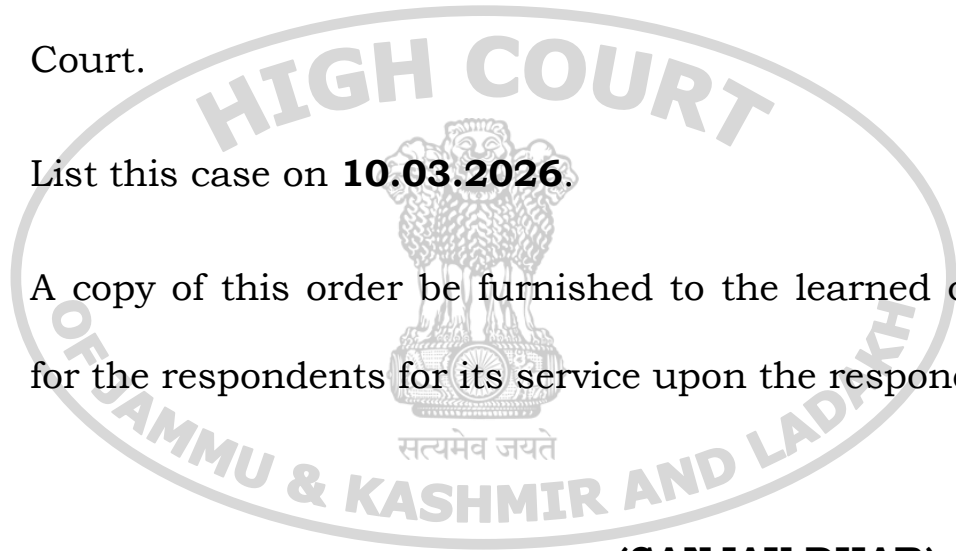 Court.
HIGH COURT
List this case on 10.03.2026.
A copy of this order be furnished to the learned
for the respondents for its service upon the respond
सत्यमेव जयते
OF JAMMU & KASHMIR AND LADAKH